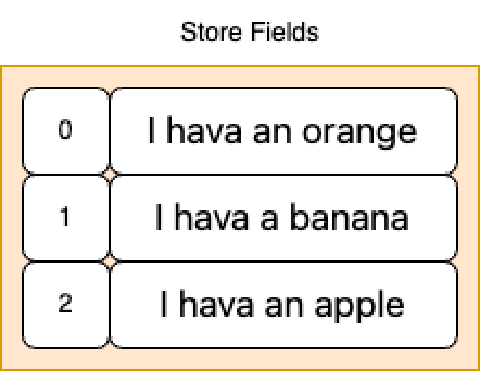 Store Fields
0 I hava an orange
1 I hava a banana
2 I hava an apple